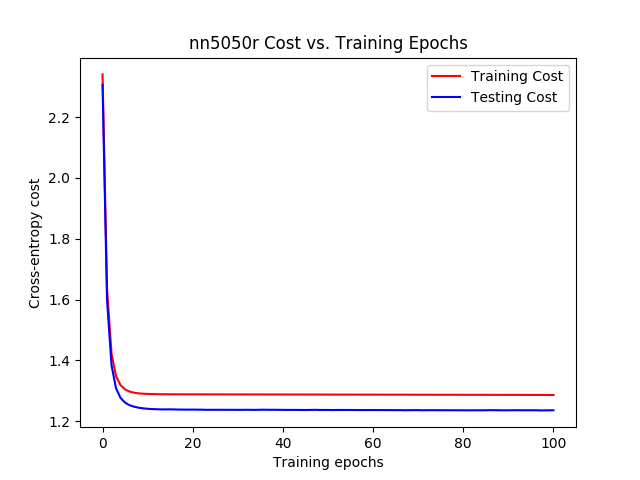 nn5050r Cost vs. Training Epochs
Training Cost
Testing Cost
Cross-entropy cost
2.2
2.0
1.8
1.6
1.4
1.2
0 20 40 60 80 100
Training epochs